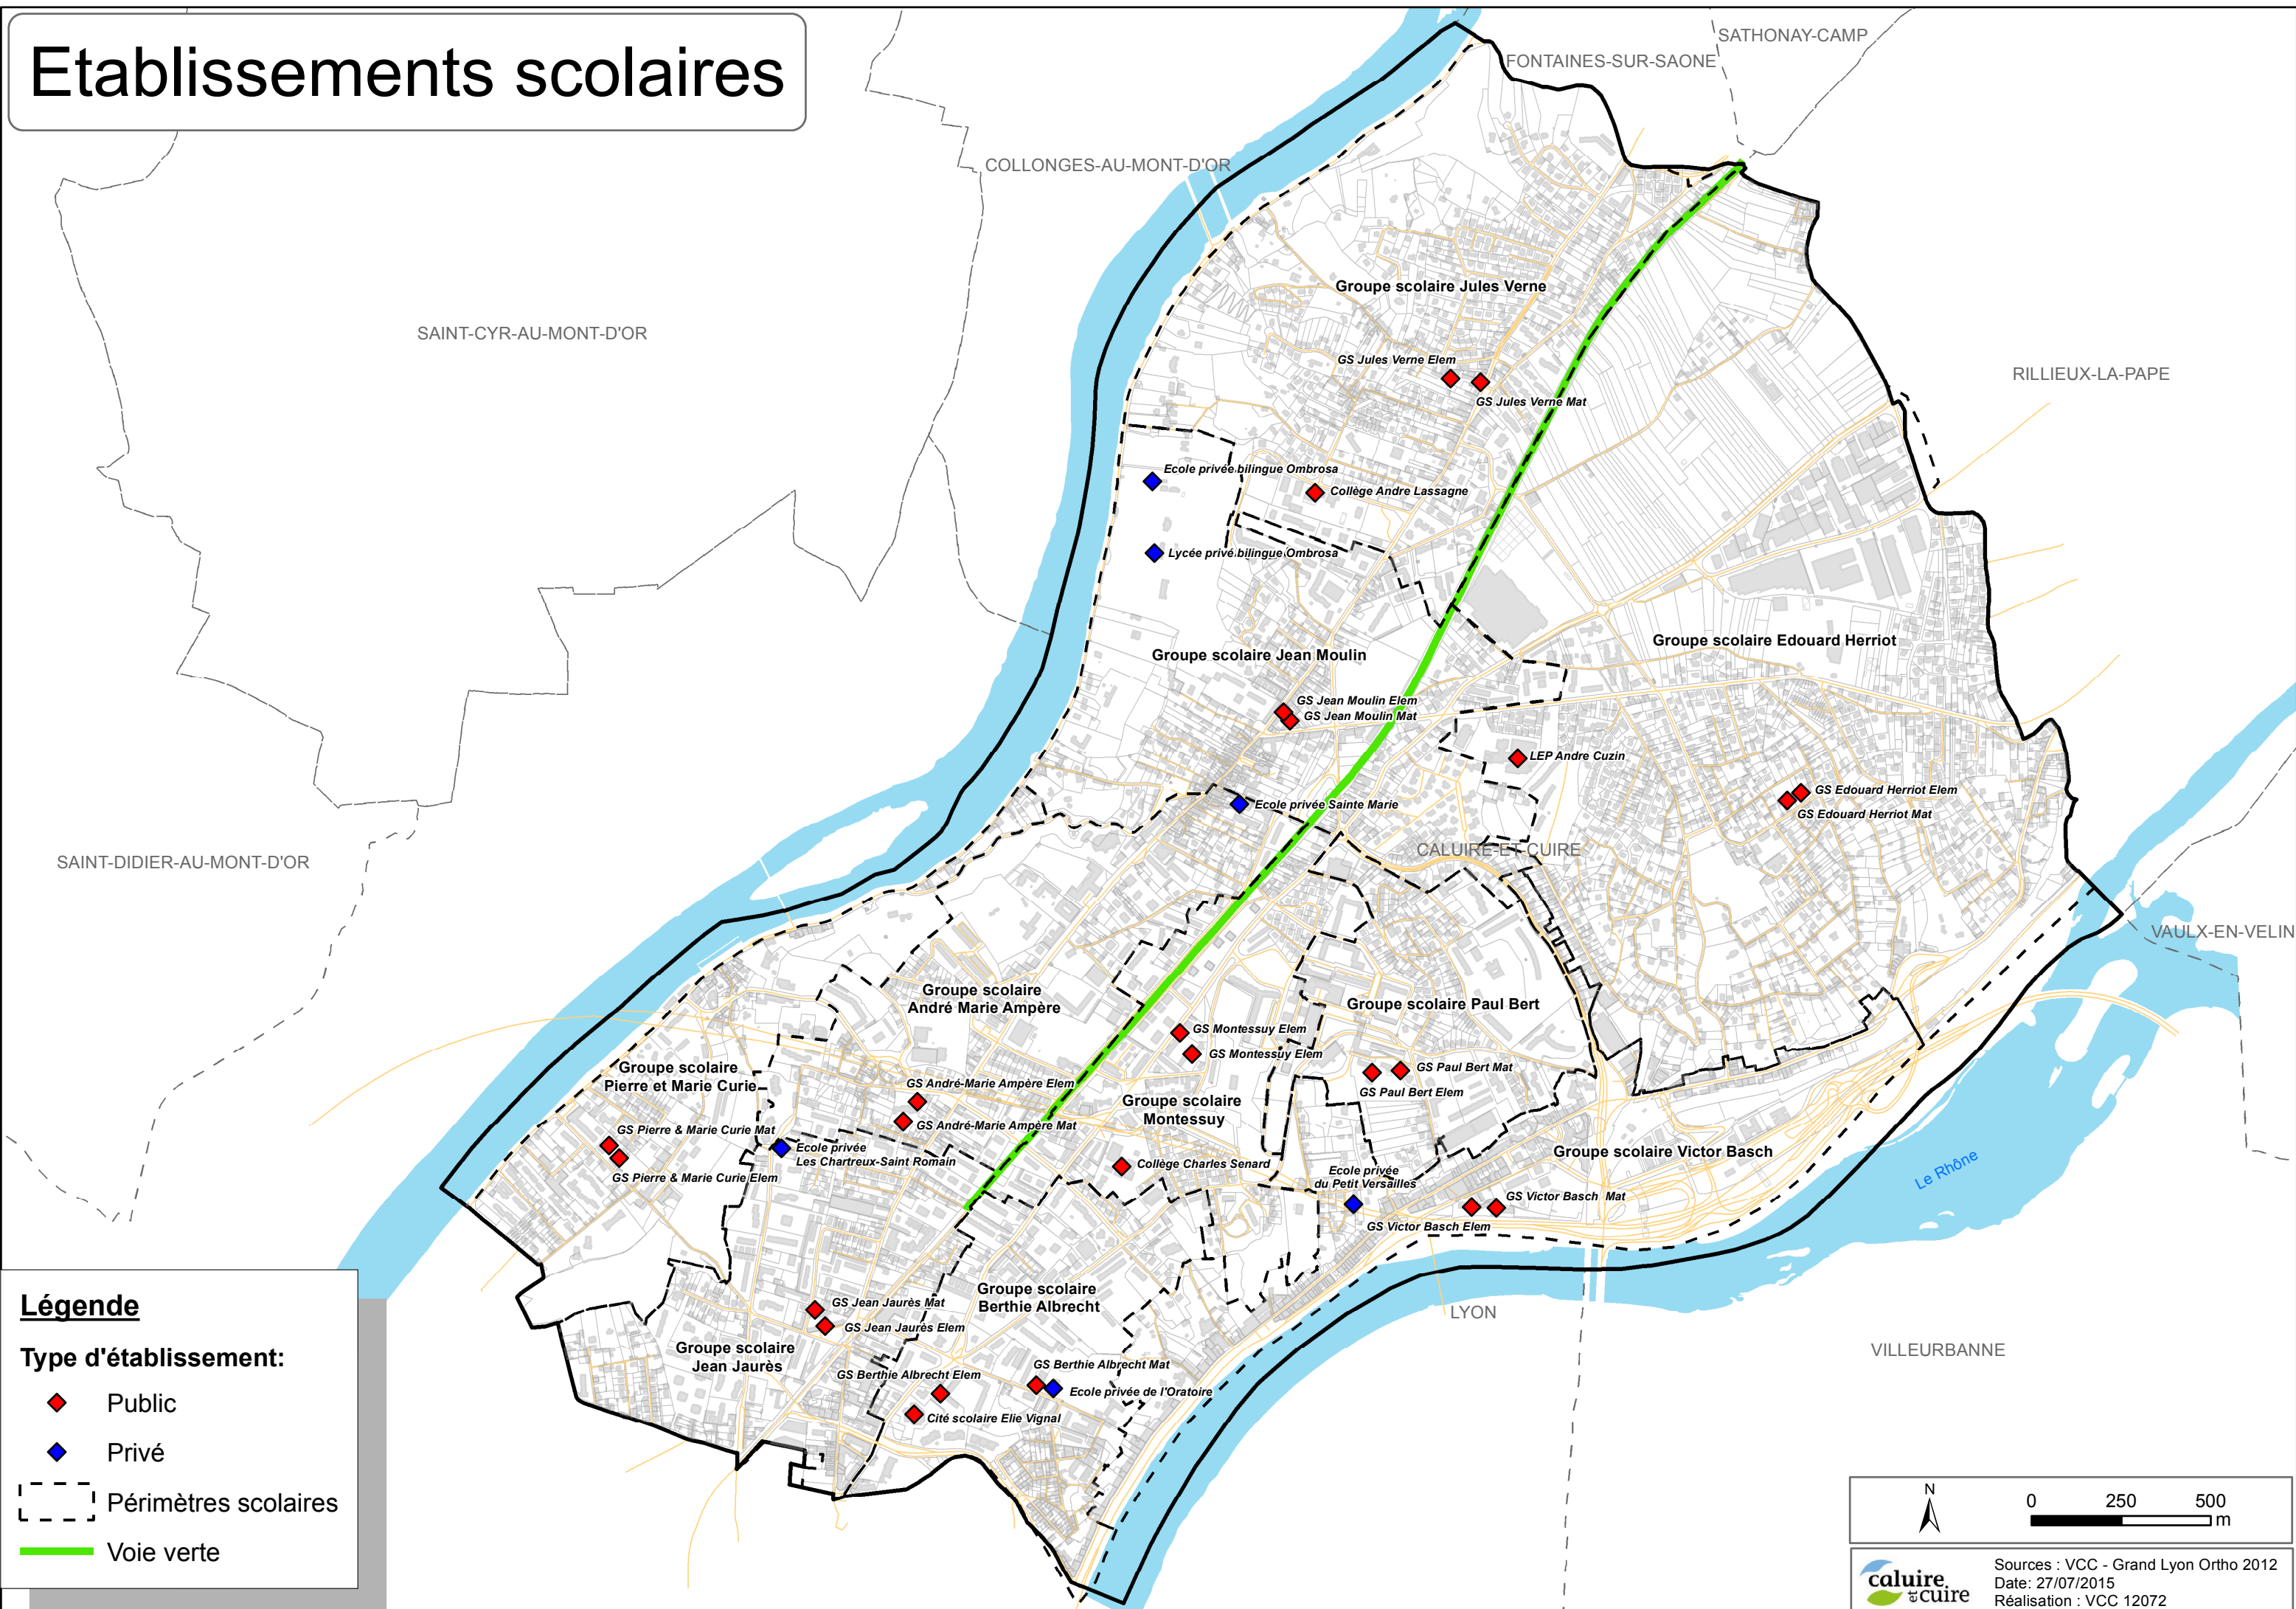 Etablissements scolaires
SATHONAY-CAMP
FONTAINES-SUR-SAONE
COLLONGES-AU-MONT-D'OR
SAINT-CYR-AU-MONT-D'OR
RILLIEUX-LA-PAPE
Groupe scolaire Jules Verne
GS Jules Verne Elem
GS Jules Verne Mat
Ecole privée bilingue Ombrosa
Collège Andre Lassagne
Lycée privé bilingue Ombrosa
Groupe scolaire Edouard Herriot
Groupe scolaire Jean Moulin
GS Jean Moulin Elem
GS Jean Moulin Mat
LEP Andre Cuzin
GS Edouard Herriot Elem
GS Edouard Herriot Mat
Ecole privée Sainte Marie
CALUIRE-ET-CUIRE
SAINT-DIDIER-AU-MONT-D'OR
VAULX-EN-VELIN
Groupe scolaire
André Marie Ampère
Groupe scolaire Paul Bert
GS Montessuy Elem
GS Montessuy Elem
Groupe scolaire
Pierre et Marie Curie
GS André-Marie Ampère Elem
GS André-Marie Ampère Mat
GS Paul Bert Mat
GS Paul Bert Elem
Groupe scolaire
Montessuy
GS Pierre & Marie Curie Mat
GS Pierre & Marie Curie Elem
Ecole privée
Les Chartreux-Saint Romain
Collège Charles Senard
Ecole privée
du Petit Versailles
Groupe scolaire Victor Basch
Le Rhône
GS Victor Basch Mat
GS Victor Basch Elem
Groupe scolaire
Berthie Albrecht
GS Jean Jaurès Mat
GS Jean Jaurès Elem
Groupe scolaire
Jean Jaurès
GS Berthie Albrecht Elem
GS Berthie Albrecht Mat
Ecole privée de l'Oratoire
Cité scolaire Elie Vignal
LYON
VILLEURBANNE
Légende
Type d'établissement:
Public
Privé
Périmètres scolaires
Voie verte
N
0 250 500
m
caluire
et cuire
Sources : VCC - Grand Lyon Ortho 2012
Date: 27/07/2015
Réalisation : VCC 12072